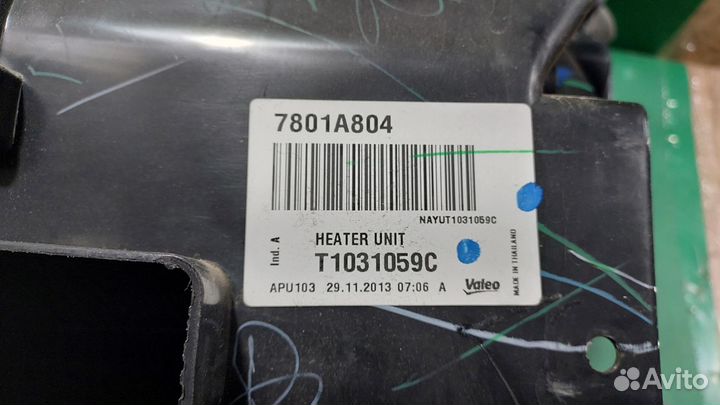 7801A804
NAYUT1031059C
Ind. A
HEATER UNIT
T1031059C
APU103 29.11.2013 07:06 A
Valeo
MADE IN THAILAND
Avito